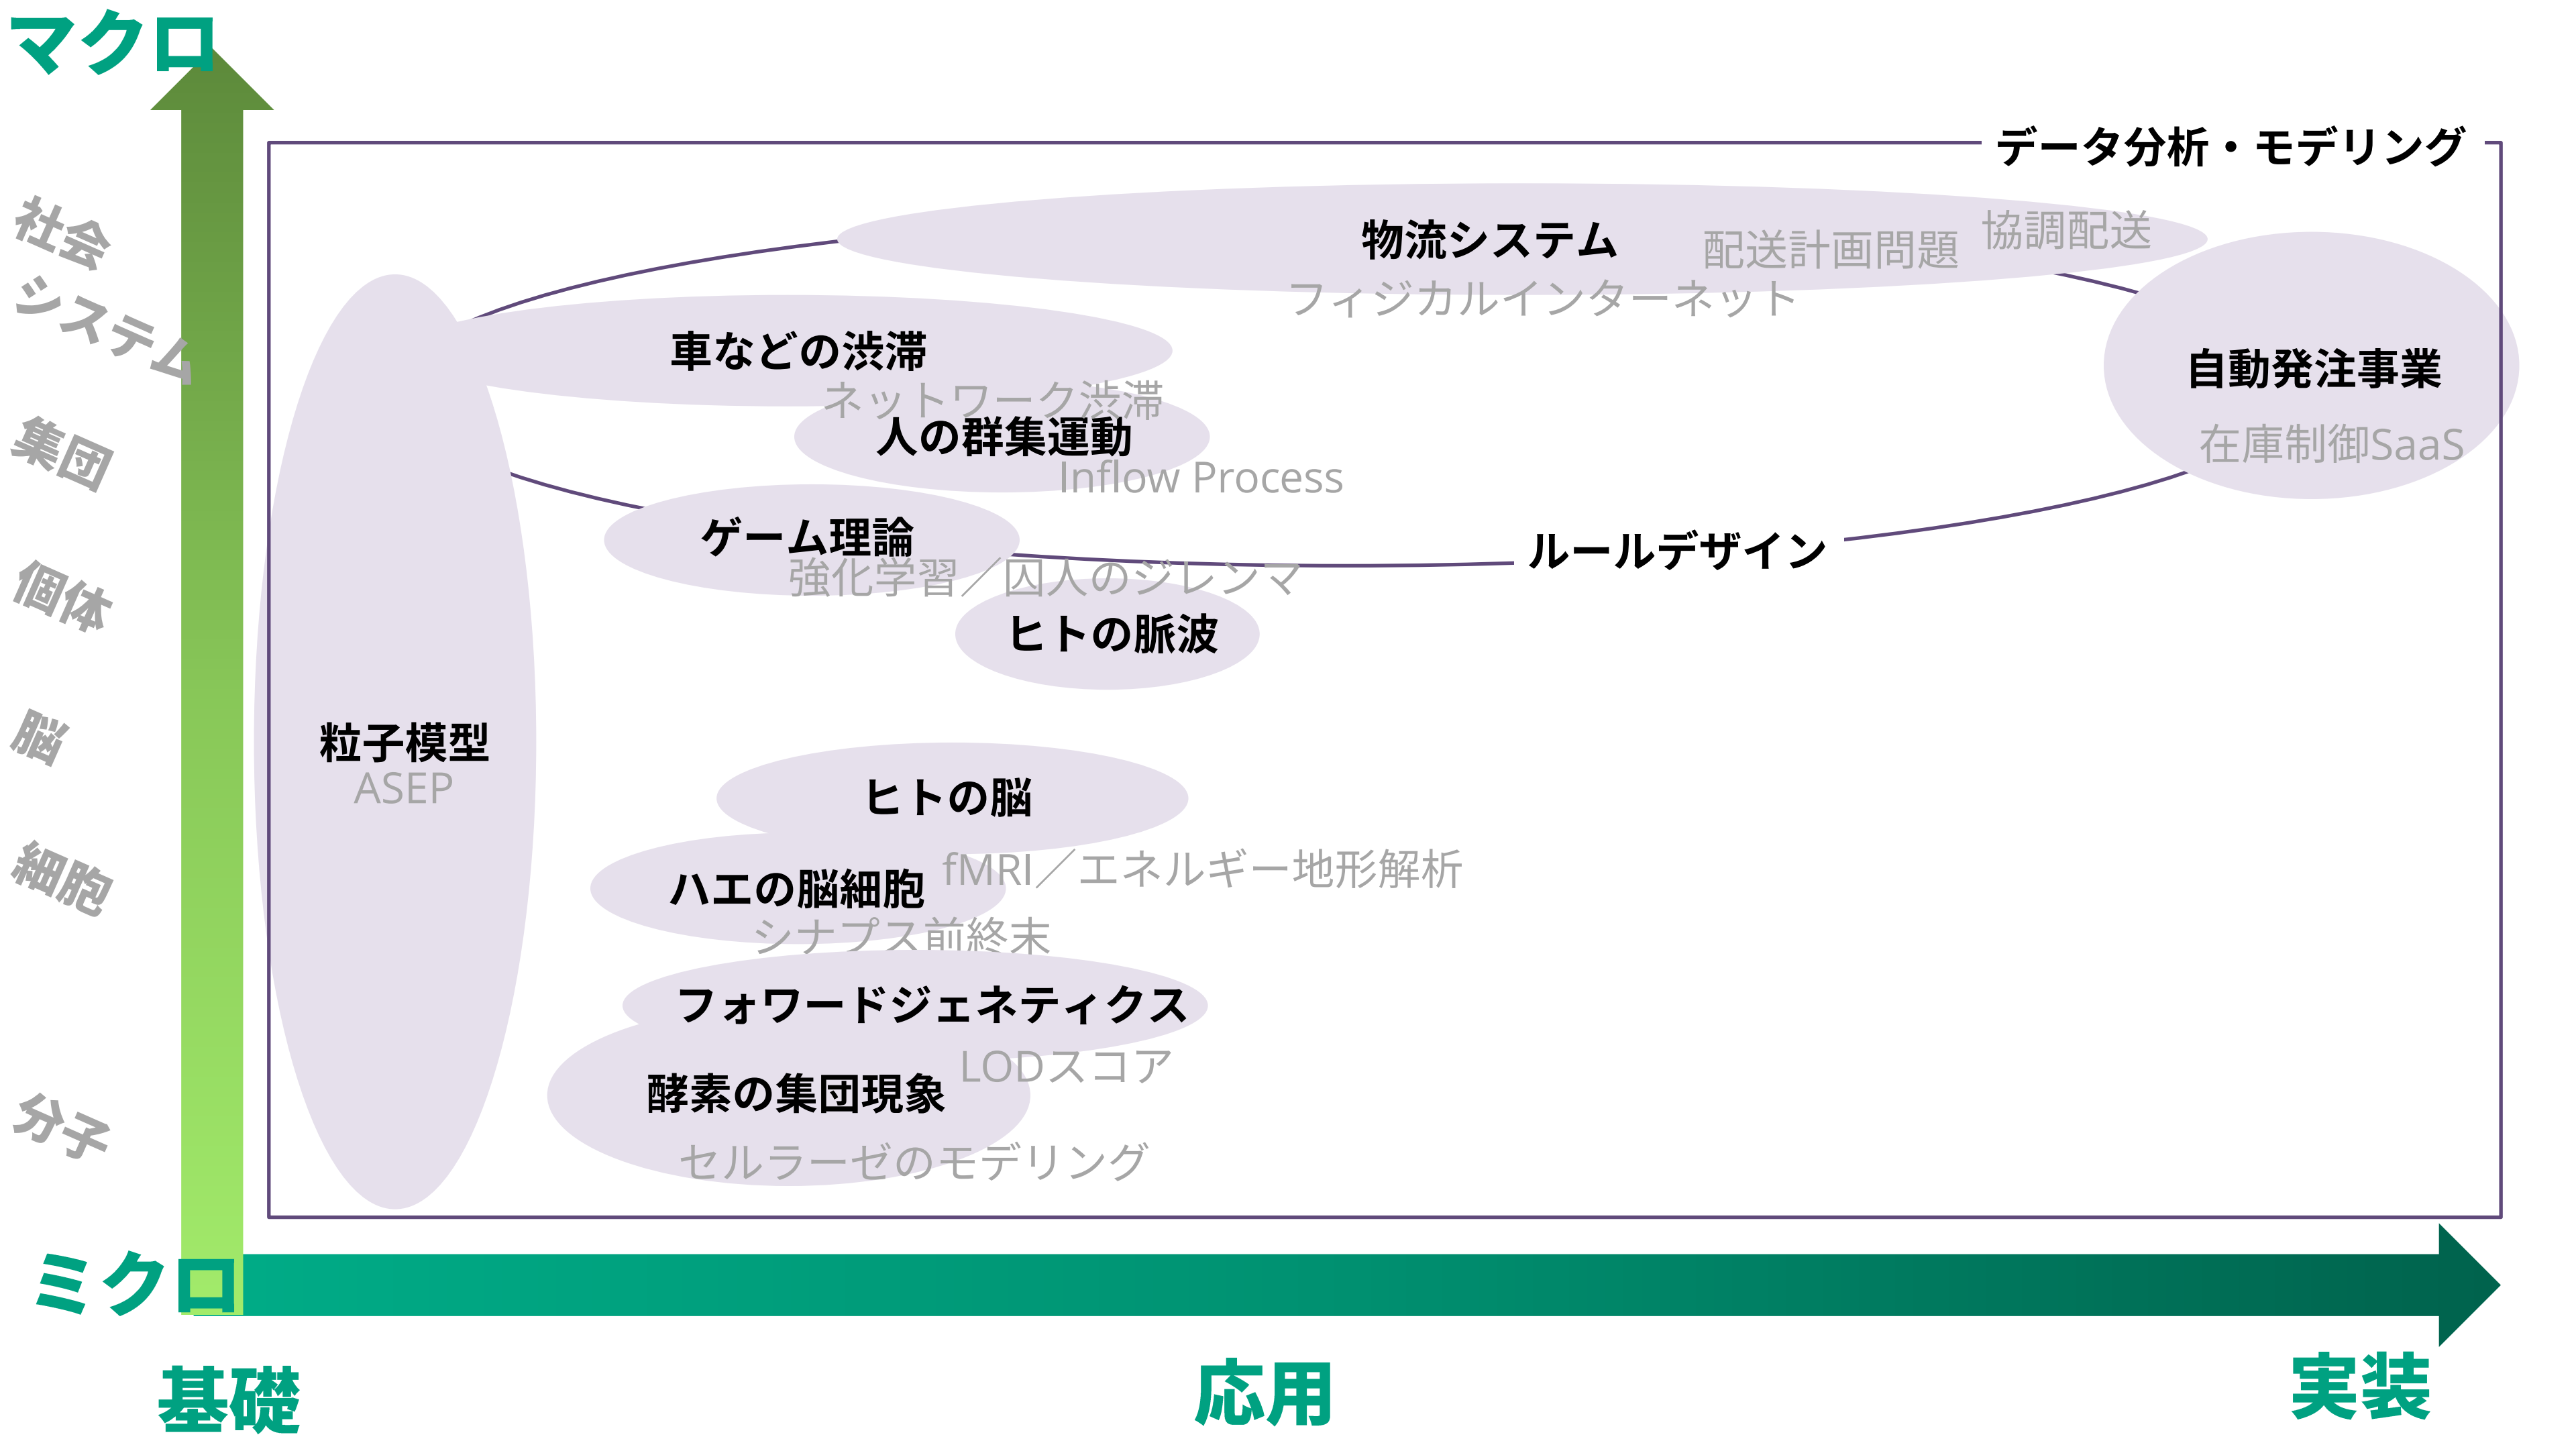 マクロ
データ分析・モデリング
社会
システム
物流システム
配送計画問題
協調配送
フィジカルインターネット
車などの渋滞
ネットワーク渋滞
自動発注事業
在庫制御SaaS
集団
人の群集運動
Inflow Process
ゲーム理論
強化学習／囚人のジレンマ
ルールデザイン
個体
ヒトの脈波
脳
粒子模型
ASEP
ヒトの脳
fMRI／エネルギー地形解析
細胞
ハエの脳細胞
シナプス前終末
フォワードジェネティクス
LODスコア
分子
酵素の集団現象
セルラーゼのモデリング
ミクロ
基礎
応用
実装